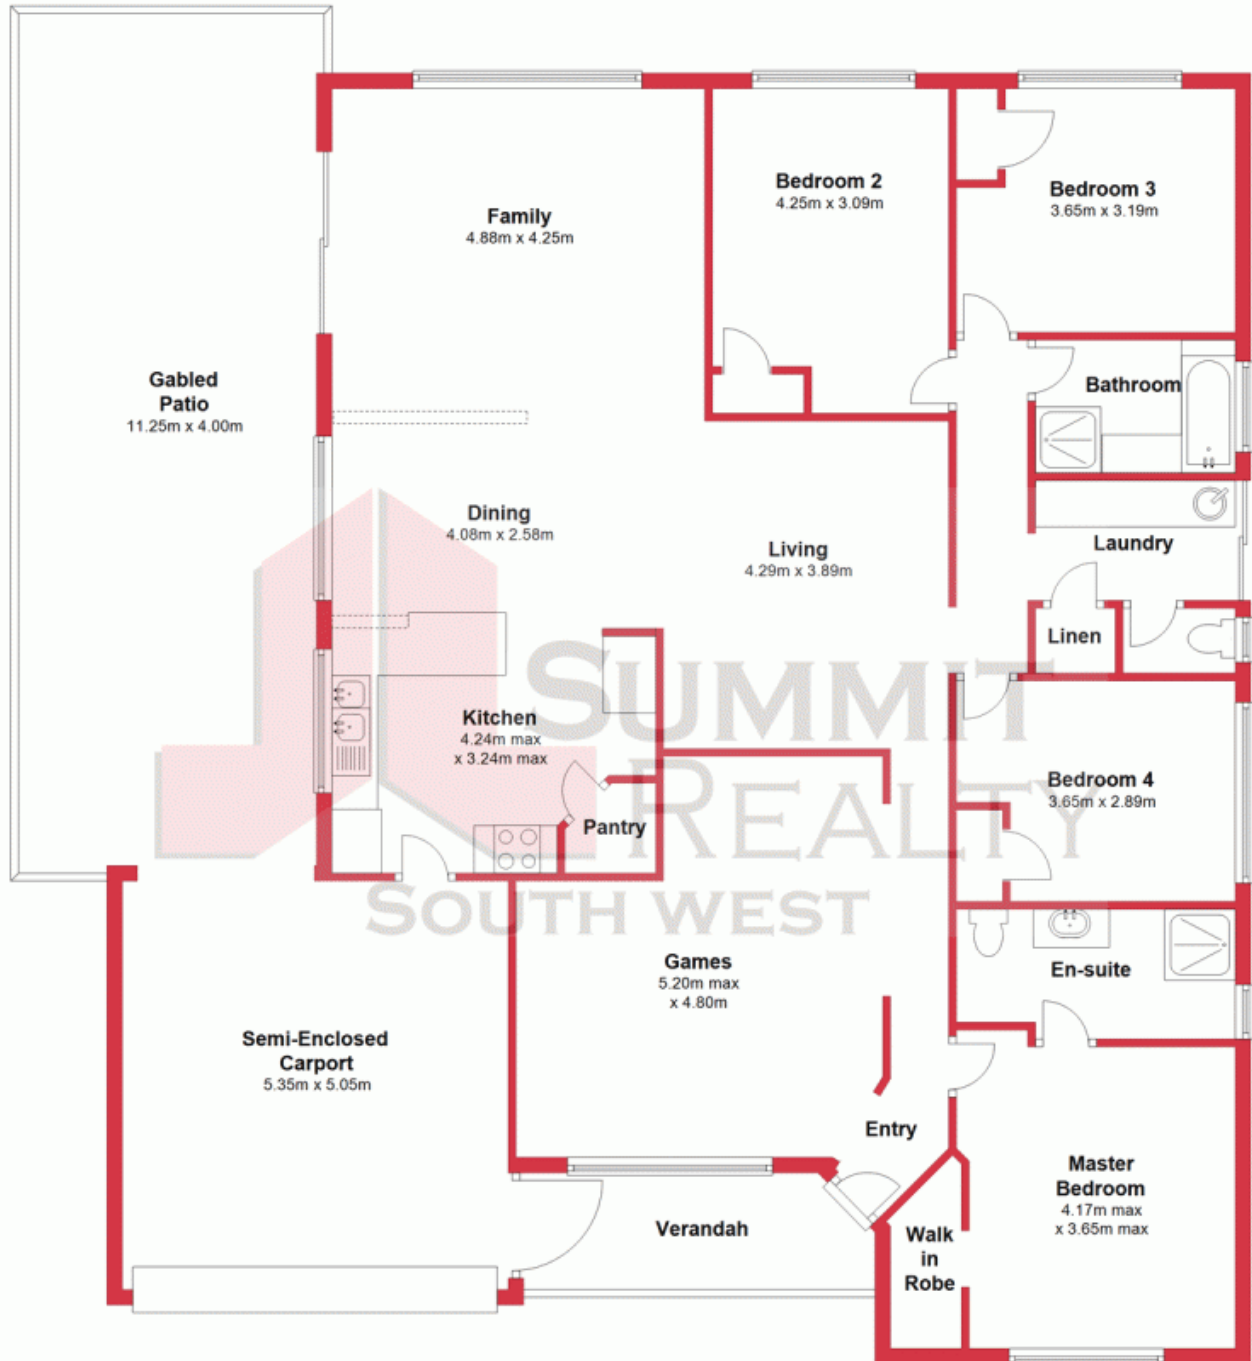 Bedroom 2
4.25m x 3.09m
Bedroom 3
3.65m x 3.19m
Family
4.88m x 4.25m
Gabled
Patio
11.25m x 4.00m
Bathroom
Dining
4.08m x 2.58m
Living
4.29m x 3.89m
Laundry
Linen
SUMMIT
REALTY
SOUTH WEST
Kitchen
4.24m max
x 3.24m max
Pantry
Bedroom 4
3.65m x 2.89m
Games
5.20m max
x 4.80m
En-suite
Semi-Enclosed
Carport
5.35m x 5.05m
Entry
Master
Bedroom
4.17m max
x 3.65m max
Verandah
Walk
in
Robe